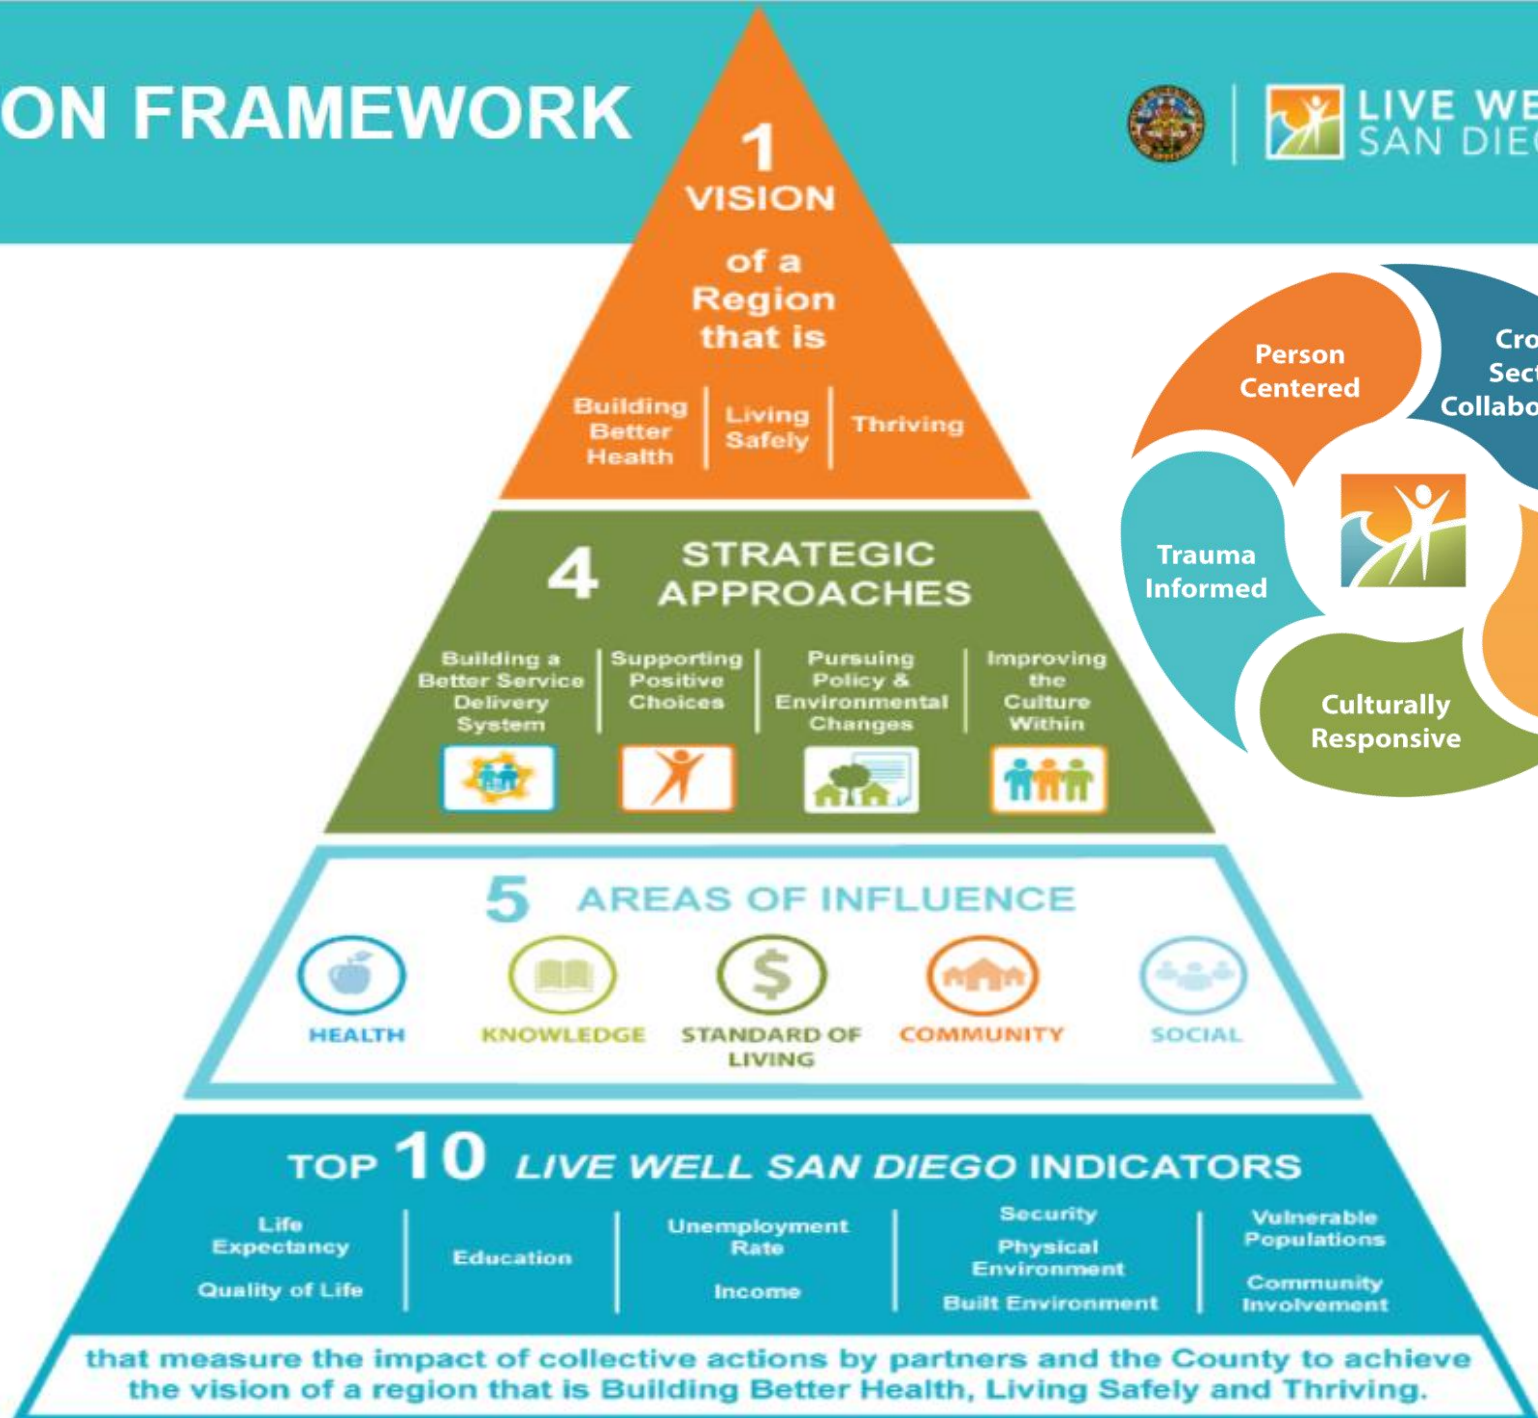 ON FRAMEWORK
LIVE WE
SAN DIEG
1
VISION
of a
Region
that is
Building
Better
Health
Living
Safely
Thriving
4
STRATEGIC
APPROACHES
Building a
Better Service
Delivery
System
Supporting
Positive
Choices
Pursuing
Policy &
Environmental
Changes
Improving
the
Culture
Within
Person
Centered
Cro
Sect
Collabo
Trauma
Informed
Culturally
Responsive
5 AREAS OF INFLUENCE
$
HEALTH
KNOWLEDGE
STANDARD OF
LIVING
COMMUNITY
SOCIAL
TOP 10 LIVE WELL SAN DIEGO INDICATORS
Life
Expectancy
Quality of Life
Education
Unemployment
Rate
Income
Security
Physical
Environment
Built Environment
Vulnerable
Populations
Community
Involvement
that measure the impact of collective actions by partners and the County to achieve
the vision of a region that is Building Better Health, Living Safely and Thriving.